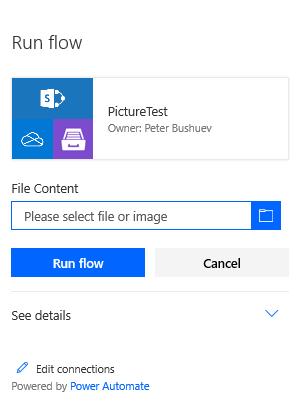 Run flow
S
PictureTest
Owner: Peter Bushuev
File Content
Please select file or image
Run flow
Cancel
See details
Edit connections
Powered by Power Automate